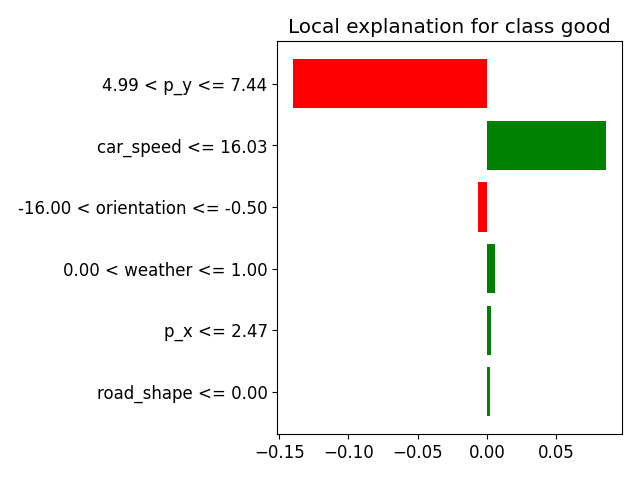 Local explanation for class good
4.99 < p_y <= 7.44
car_speed <= 16.03
-16.00 < orientation <= -0.50
0.00 < weather <= 1.00
p_x <= 2.47
road_shape <= 0.00
−0.15 −0.10 −0.05 0.00 0.05